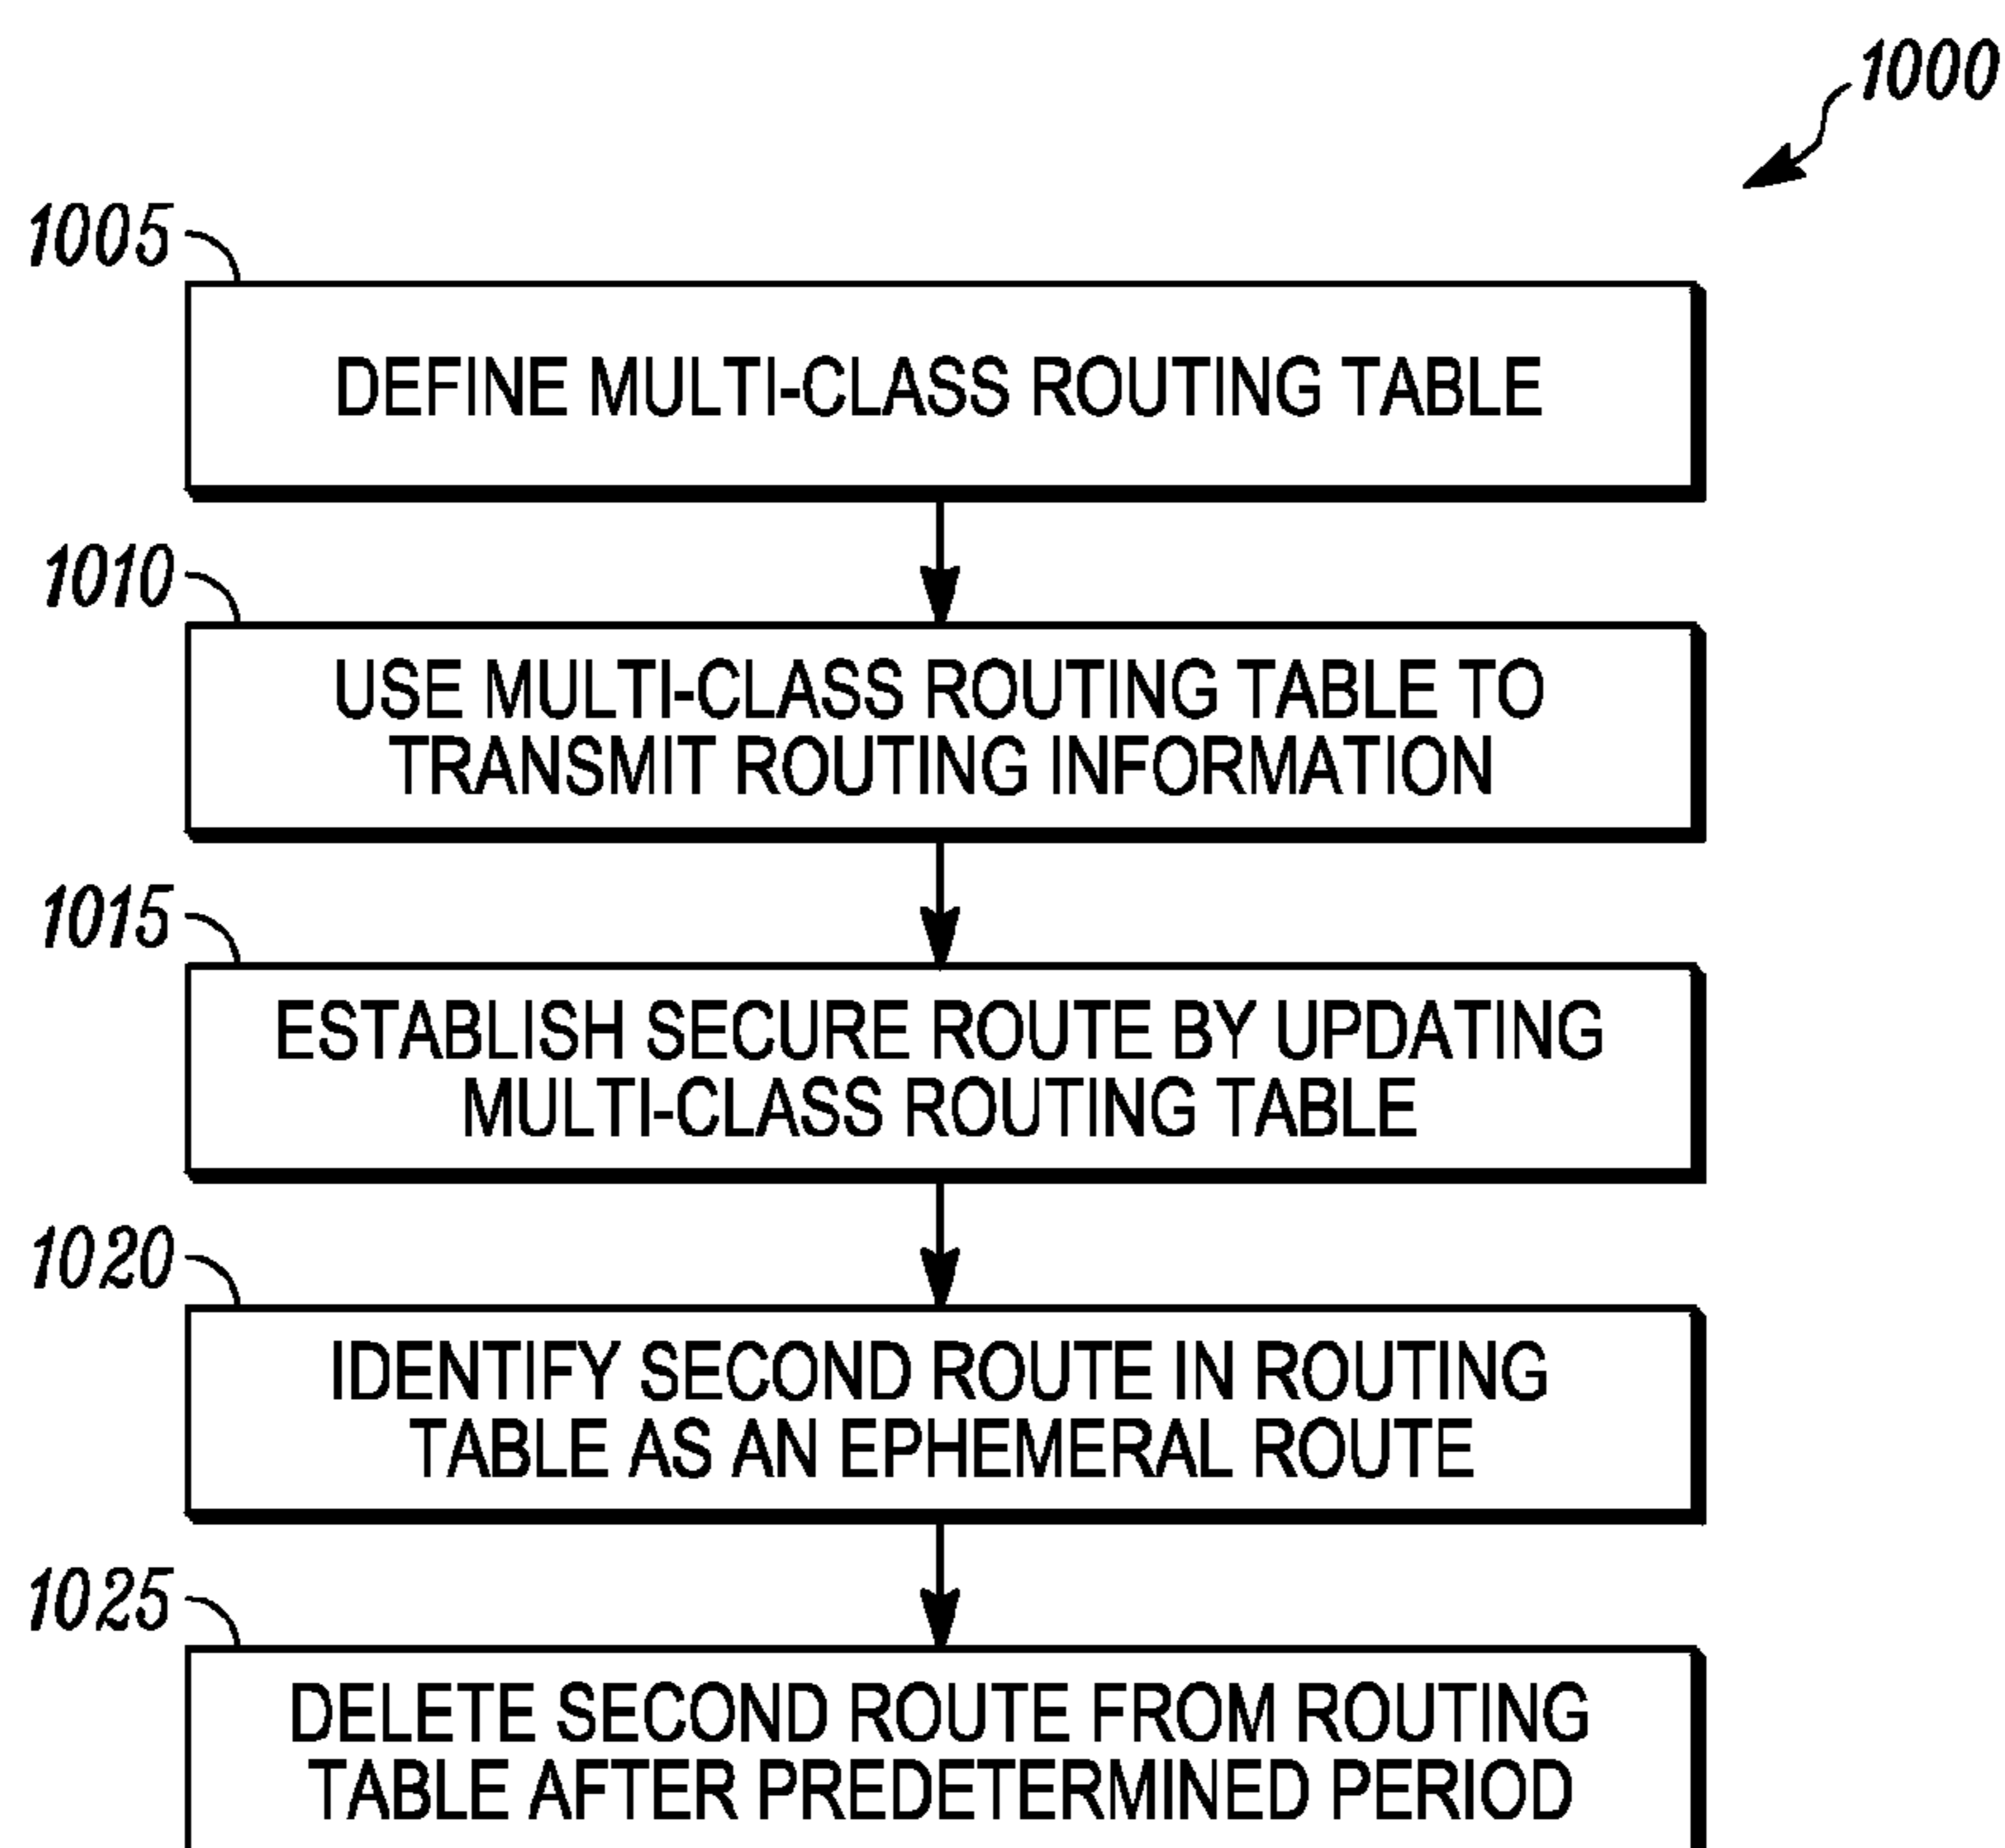 1000
1005
DEFINE MULTI-CLASS ROUTING TABLE
1010
USE MULTI-CLASS ROUTING TABLE TO
TRANSMIT ROUTING INFORMATION
1015
ESTABLISH SECURE ROUTE BY UPDATING
MULTI-CLASS ROUTING TABLE
1020
IDENTIFY SECOND ROUTE IN ROUTING
TABLE AS AN EPHEMERAL ROUTE
1025
DELETE SECOND ROUTE FROM ROUTING
TABLE AFTER PREDETERMINED PERIOD